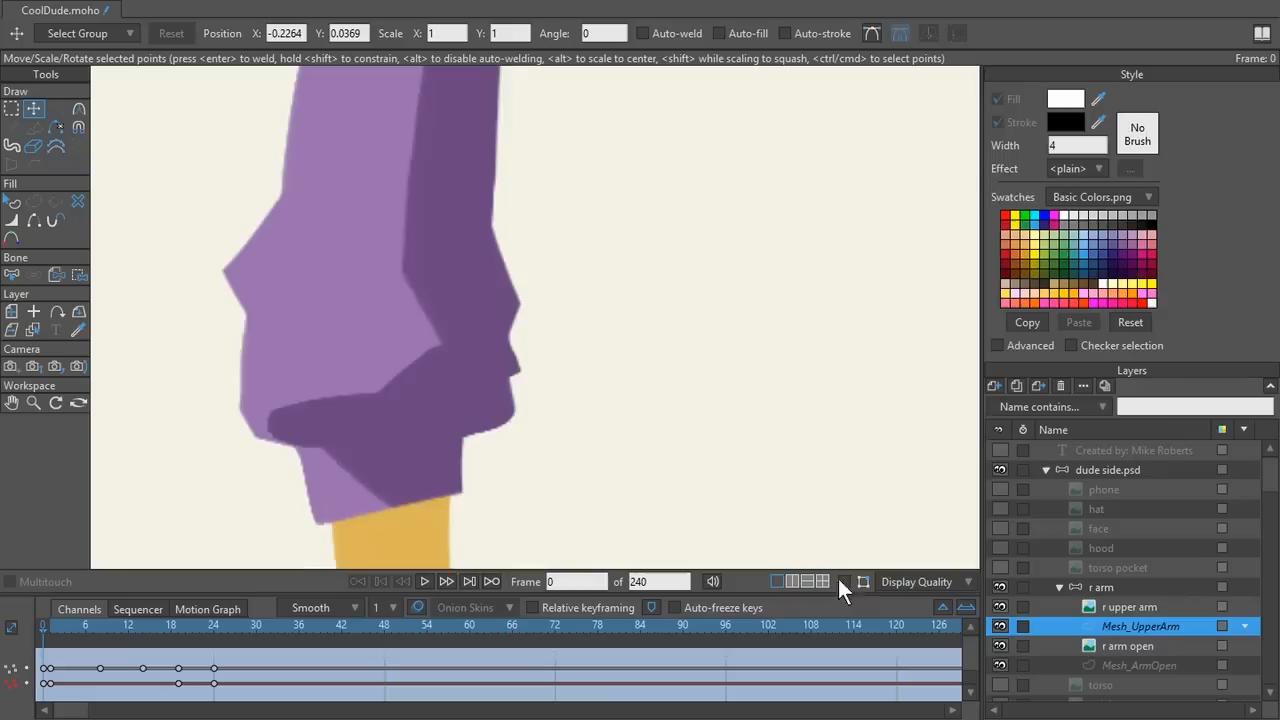 CoolDude.moho
Select Group Reset Position X: -0.2264 Y: 0.0369 Scale X: 1 Y: 1 Angle: 0 Auto-weld Auto-fill Auto-stroke
Move/Scale/Rotate selected points (press <enter> to weld, hold <shift> to constrain, <alt> to disable auto-welding, <alt> to scale to center, <shift> while scaling to squash, <ctrl/cmd> to select points) Frame: 0
Tools
Draw
Fill
Bone
Layer
Camera
Workspace
Style
Fill
Stroke
No
Brush
Width 4
Effect <plain> ...
Swatches Basic Colors.png
Copy Paste Reset
Advanced Checker selection
Layers
Name contains...
Name
Created by: Mike Roberts
dude side.psd
phone
hat
face
hood
torso pocket
r arm
r upper arm
Mesh_UpperArm
r arm open
Mesh_ArmOpen
torso
Multitouch Frame 0 of 240 Display Quality
Channels Sequencer Motion Graph Smooth 1 Onion Skins Relative keyframing Auto-freeze keys
0 6 12 18 24 30 36 42 48 54 60 66 72 78 84 90 96 102 108 114 120 126